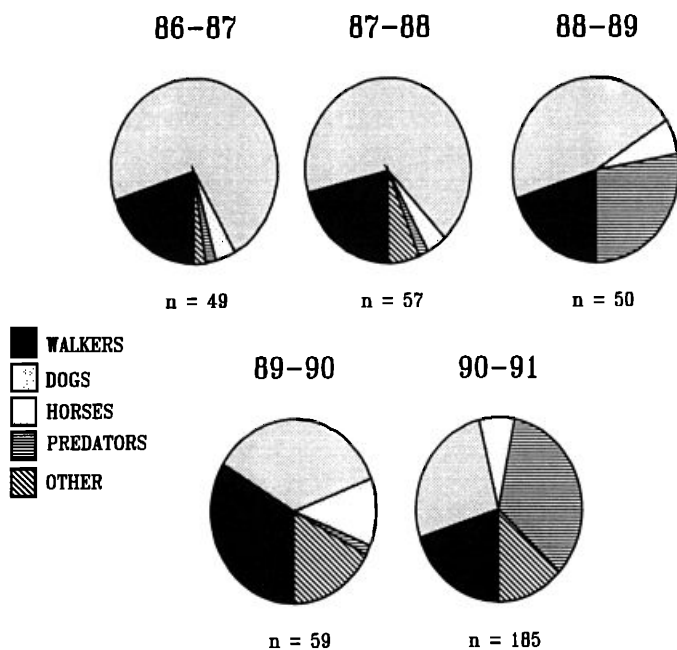 86-87 87-88 88-89
n = 49 n = 57 n = 50
WALKERS
DOGS
HORSES
PREDATORS
OTHER
89-90 90-91
n = 59 n = 185